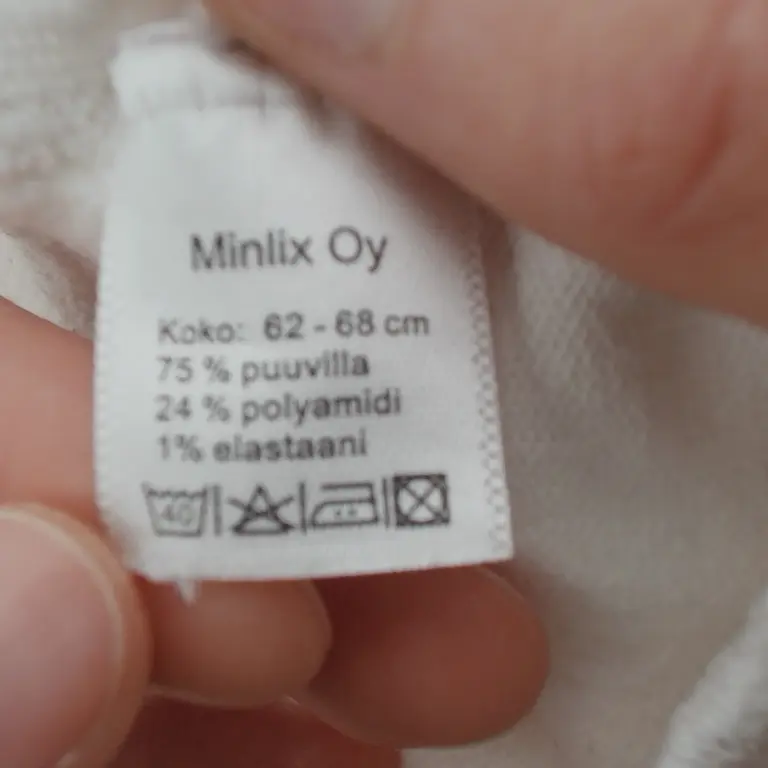 Minlix Oy
Koko: 62 - 68 cm
75 % puuvilla
24 % polyamidi
1% elastaani
40